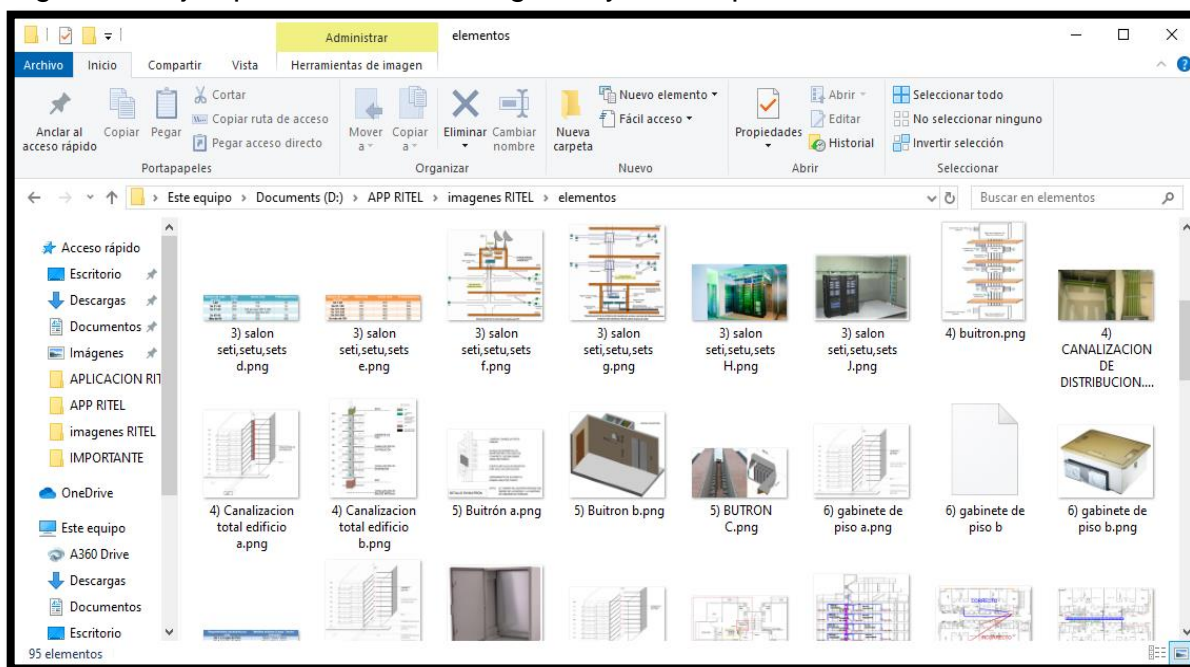 Administrar
elementos
Archivo
Inicio
Compartir
Vista
Herramientas de imagen
Anclar al
acceso rápido
Copiar
Pegar
Cortar
Copiar ruta de acceso
Pegar acceso directo
Portapapeles
Mover
a
Copiar
a
Eliminar
Cambiar
nombre
Organizar
Nueva
carpeta
Nuevo elemento
Fácil acceso
Nuevo
Propiedades
Abrir
Editar
Historial
Abrir
Seleccionar todo
No seleccionar ninguno
Invertir selección
Seleccionar
Este equipo > Documents (D:) > APP RITEL > imagenes RITEL > elementos
Buscar en elementos
Acceso rápido
Escritorio
Descargas
Documentos
Imágenes
APLICACION RIT
APP RITEL
imagenes RITEL
IMPORTANTE
OneDrive
Este equipo
A360 Drive
Descargas
Documentos
Escritorio
3) salon
seti,setu,sets
d.png
3) salon
seti,setu,sets
e.png
3) salon
seti,setu,sets
f.png
3) salon
seti,setu,sets
g.png
3) salon
seti,setu,sets
H.png
3) salon
seti,setu,sets
J.png
4) buitron.png
4)
CANALIZACION
DE
DISTRIBUCION....
4) Canalizacion
total edificio
a.png
4) Canalizacion
total edificio
b.png
5) Buitrón a.png
5) Buitron b.png
5) BUTRON
C.png
6) gabinete de
piso a.png
6) gabinete de
piso b
6) gabinete de
piso b.png
95 elementos